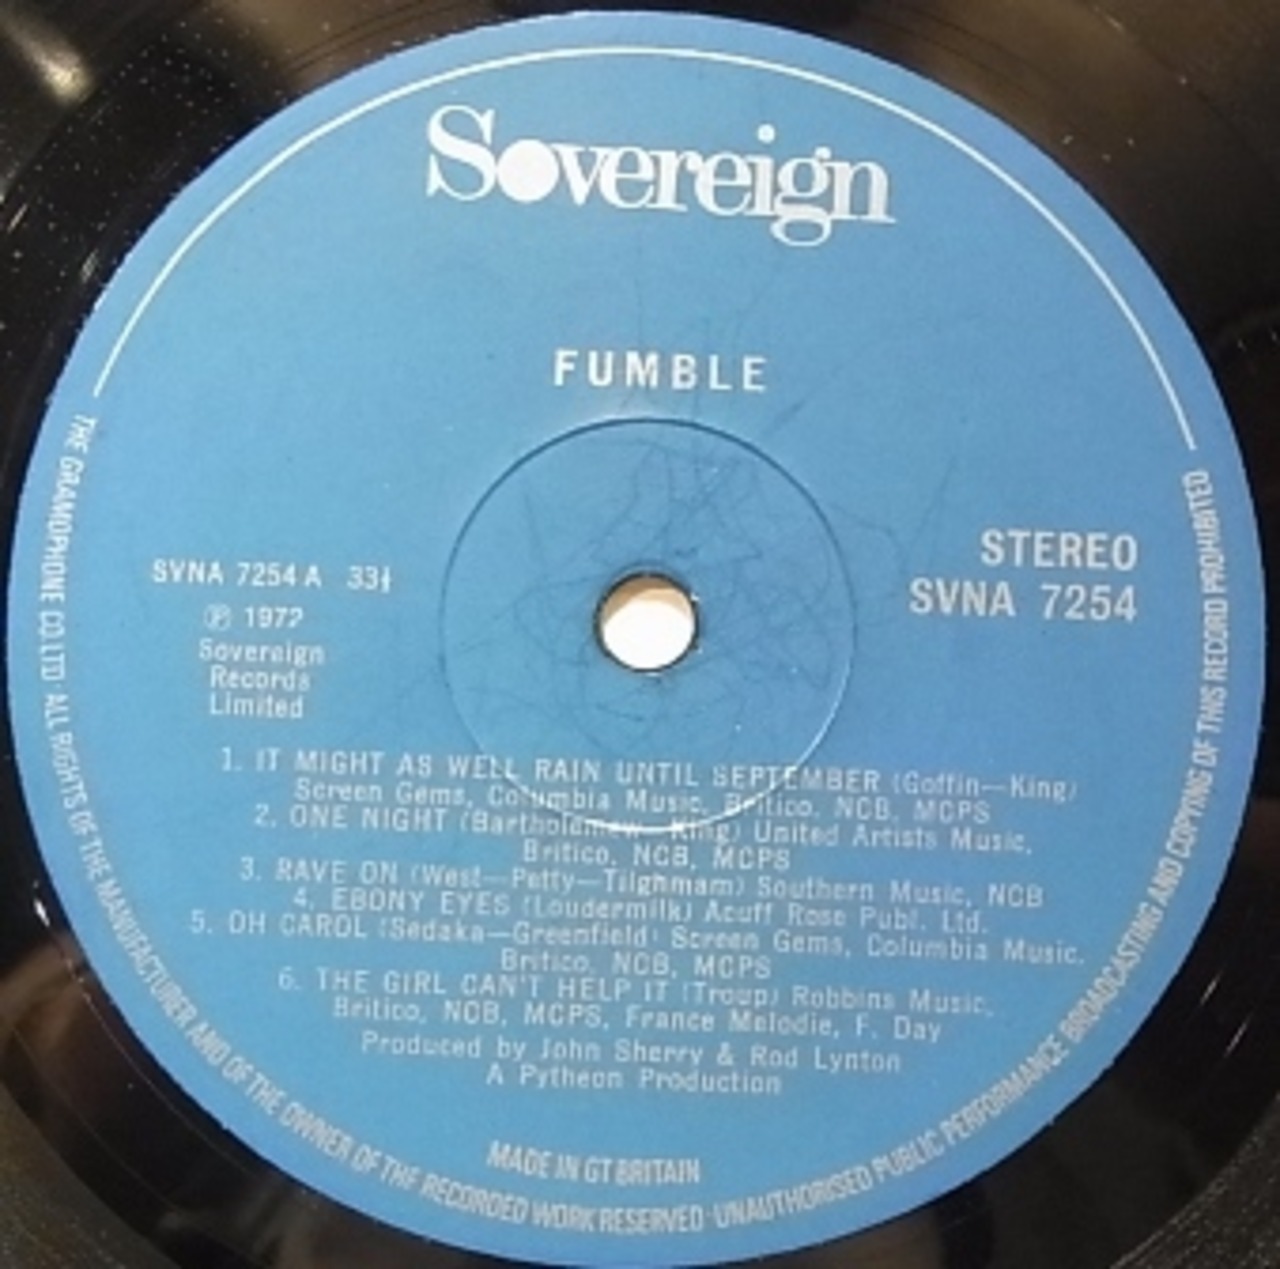 Sovereign
FUMBLE
STEREO
SVNA 7254
SVNA 7254 A 33⅓
℗ 1972
Sovereign
Records
Limited
1. IT MIGHT AS WELL RAIN UNTIL SEPTEMBER (Goffin—King)
Screen Gems, Columbia Music, Britico, NCB, MCPS
2. ONE NIGHT (Bartholemew—King) United Artists Music,
Britico, NCB, MCPS
3. RAVE ON (West—Petty—Tilghmam) Southern Music, NCB
4. EBONY EYES (Loudermilk) Acuff Rose Publ. Ltd.
5. OH CAROL (Sedaka—Greenfield) Screen Gems, Columbia Music.
Britico, NCB, MCPS
6. THE GIRL CAN'T HELP IT (Troup) Robbins Music,
Britico, NCB, MCPS, France Melodie, F. Day
Produced by John Sherry & Rod Lynton
A Pytheon Production
MADE IN GT BRITAIN
THE GRAMOPHONE CO. LTD ALL RIGHTS OF THE MANUFACTURER AND OF THE OWNER OF THE RECORDED WORK RESERVED UNAUTHORISED PUBLIC PERFORMANCE BROADCASTING AND COPYING OF THIS RECORD PROHIBITED